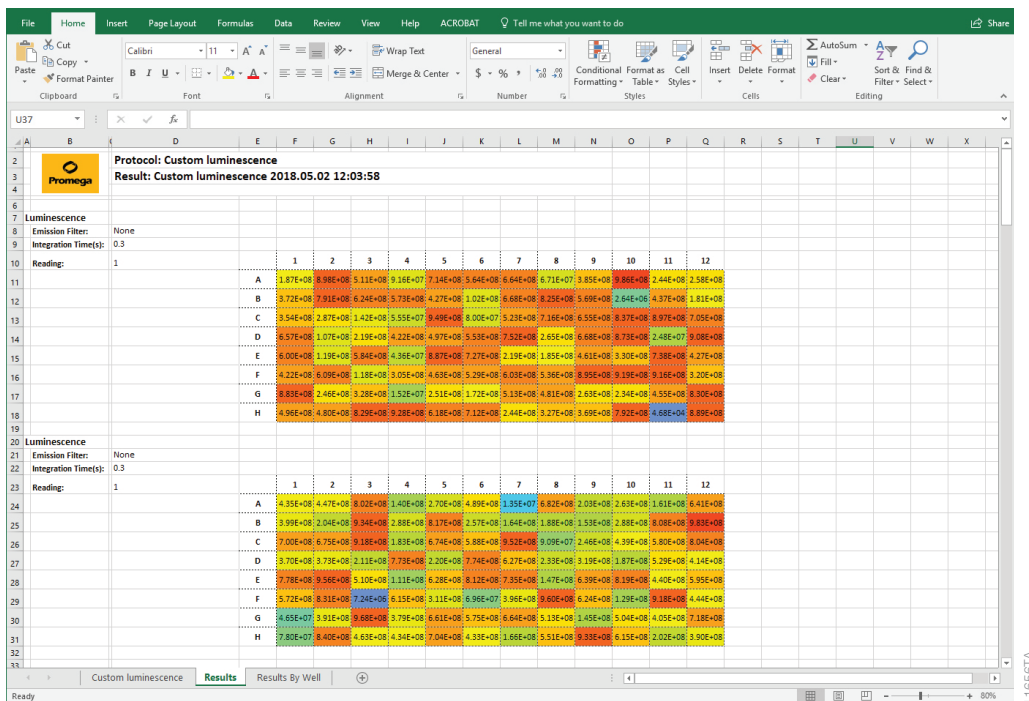 File Home Insert Page Layout Formulas Data Review View Help ACROBAT Tell me what you want to do Share
Cut
Copy
Format Painter
Paste
Clipboard
Calibri 11 A A
B I U A
Font
Wrap Text
Merge & Center
Alignment
General
$ % ,
Number
Conditional Formatting
Format as Table
Cell Styles
Styles
Insert Delete Format
Cells
AutoSum
Fill
Clear
Sort & Filter
Find & Select
Editing
U37 fx
A B D E F G H I J K L M N O P Q R S T U V W X
2 Protocol: Custom luminescence
3 Promega Result: Custom luminescence 2018.05.02 12:03:58
4
6
7 Luminescence
8 Emission Filter: None
9 Integration Time(s): 0.3
10 Reading: 1 1 2 3 4 5 6 7 8 9 10 11 12
11 A 1.87E+08 8.98E+08 5.11E+08 9.16E+07 7.14E+08 5.64E+08 6.64E+08 6.71E+07 3.85E+08 9.86E+08 2.44E+08 2.58E+08
12 B 3.72E+08 7.91E+08 6.24E+08 5.73E+08 4.27E+08 1.02E+08 6.68E+08 8.25E+08 5.69E+08 2.64E+06 4.37E+08 1.81E+08
13 C 3.54E+08 2.87E+08 1.42E+08 5.55E+07 9.49E+08 8.00E+07 5.23E+08 7.16E+08 6.55E+08 8.37E+08 8.97E+08 7.05E+08
14 D 6.57E+08 1.07E+08 2.19E+08 4.22E+08 4.97E+08 5.53E+08 7.52E+08 2.65E+08 6.68E+08 8.73E+08 2.48E+07 9.08E+08
15 E 6.00E+08 1.19E+08 5.84E+08 4.36E+07 8.87E+08 7.27E+08 2.19E+08 1.85E+08 4.61E+08 3.30E+08 7.38E+08 4.27E+08
16 F 4.22E+08 6.09E+08 1.18E+08 3.05E+08 4.63E+08 5.29E+08 6.03E+08 5.36E+08 8.95E+08 9.19E+08 9.16E+08 3.20E+08
17 G 8.83E+08 2.46E+08 3.28E+08 1.52E+07 2.51E+08 1.72E+08 5.13E+08 4.81E+08 2.63E+08 2.34E+08 4.55E+08 8.30E+08
18 H 4.96E+08 4.80E+08 8.29E+08 9.28E+08 6.18E+08 7.12E+08 2.44E+08 3.27E+08 3.69E+08 7.92E+08 4.68E+04 8.89E+08
19
20 Luminescence
21 Emission Filter: None
22 Integration Time(s): 0.3
23 Reading: 1 1 2 3 4 5 6 7 8 9 10 11 12
24 A 4.35E+08 4.47E+08 8.02E+08 1.40E+08 2.70E+08 4.89E+08 1.35E+07 6.82E+08 2.03E+08 2.63E+08 1.61E+08 6.41E+08
25 B 3.99E+08 2.04E+08 9.34E+08 2.88E+08 8.17E+08 2.57E+08 1.64E+08 1.88E+08 1.53E+08 2.88E+08 8.08E+08 9.83E+08
26 C 7.00E+08 6.75E+08 9.18E+08 1.83E+08 6.74E+08 5.88E+08 9.52E+08 9.09E+07 2.46E+08 4.39E+08 5.80E+08 8.04E+08
27 D 3.70E+08 3.73E+08 2.11E+08 7.73E+08 2.20E+08 7.74E+08 6.27E+08 2.33E+08 3.19E+08 1.87E+08 5.29E+08 4.14E+08
28 E 7.78E+08 9.56E+08 5.10E+08 1.11E+08 6.28E+08 8.12E+08 7.35E+08 1.47E+08 6.39E+08 8.19E+08 4.40E+08 5.95E+08
29 F 5.72E+08 8.31E+08 7.24E+06 6.15E+08 3.11E+08 6.96E+07 3.96E+08 9.60E+08 6.24E+08 1.29E+08 9.18E+08 4.44E+08
30 G 4.65E+07 3.91E+08 9.68E+08 3.79E+08 6.61E+08 5.75E+08 6.64E+08 5.13E+08 1.45E+08 5.04E+08 4.05E+08 7.18E+08
31 H 7.80E+07 8.40E+08 4.63E+08 4.34E+08 7.04E+08 4.33E+08 1.66E+08 5.51E+08 9.33E+08 6.15E+08 2.02E+08 3.90E+08
32
33
Custom luminescence Results Results By Well
Ready 80%